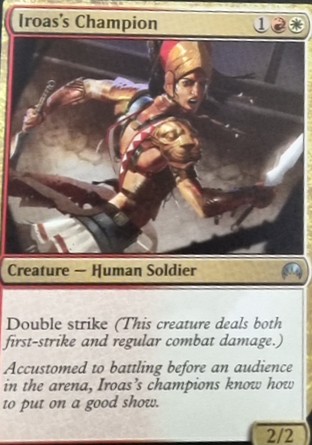 Iroas's Champion 1
Creature — Human Soldier
Double strike (This creature deals both
first-strike and regular combat damage.)
Accustomed to battling before an audience
in the arena, Iroas's champions know how
to put on a good show.
2/2